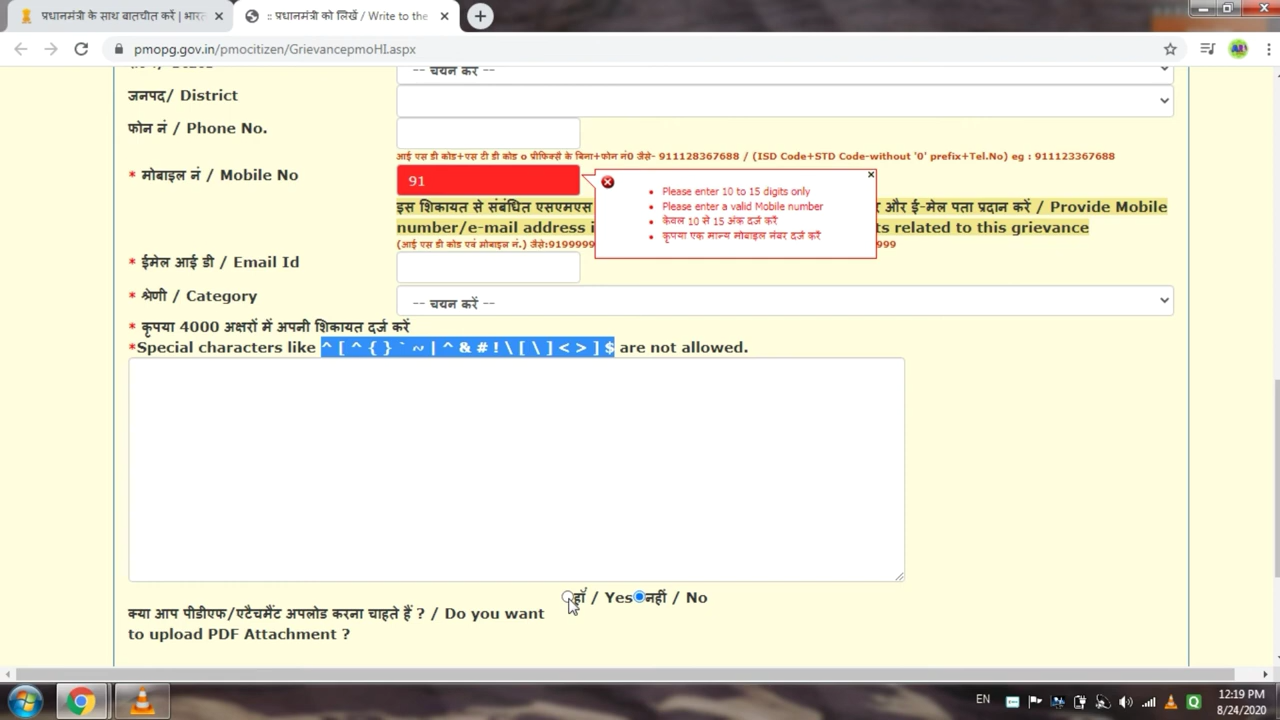 प्रधानमंत्री के साथ बातचीत करें | भारत
:: प्रधानमंत्री को लिखें / Write to the
pmopg.gov.in/pmocitizen/GrievancepmoHI.aspx
-- चयन करें --
जनपद/ District
फोन नं / Phone No.
आई एस डी कोड+एस टी डी कोड o प्रीफिक्सै के बिना+फोन नं0 जैसे- 911128367688 / (ISD Code+STD Code-without '0' prefix+Tel.No) eg : 911123367688
* मोबाइल नं / Mobile No
91
Please enter 10 to 15 digits only
Please enter a valid Mobile number
केवल 10 से 15 अंक दर्ज करें
कृपया एक मान्य मोबाइल नंबर दर्ज करें
इस शिकायत से संबंधित एसएमएस र और ई-मेल पता प्रदान करें / Provide Mobile
number/e-mail address i ts related to this grievance
(आई एस डी कोड एवं मोबाइल नं.) जैसे:9199999 999
* ईमेल आई डी / Email Id
* श्रेणी / Category
-- चयन करें --
* कृपया 4000 अक्षरों में अपनी शिकायत दर्ज करें
*Special characters like ^ [ ^ { } ` ~ | ^ & # ! \ [ \ ] < > ] $ are not allowed.
हाँ / Yes नहीं / No
क्या आप पीडीएफ/एटैचमैंट अपलोड करना चाहते हैं ? / Do you want
to upload PDF Attachment ?
EN
12:19 PM
8/24/2020